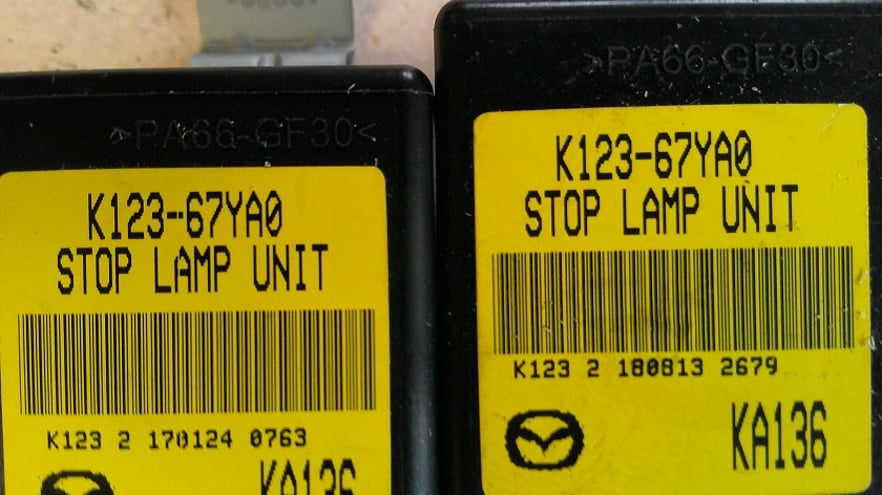 >PA66-GF30<
K123-67YA0
STOP LAMP UNIT
K123 2 170124 0763
KA136
>PA66-GF30<
K123-67YA0
STOP LAMP UNIT
K123 2 180813 2679
KA136